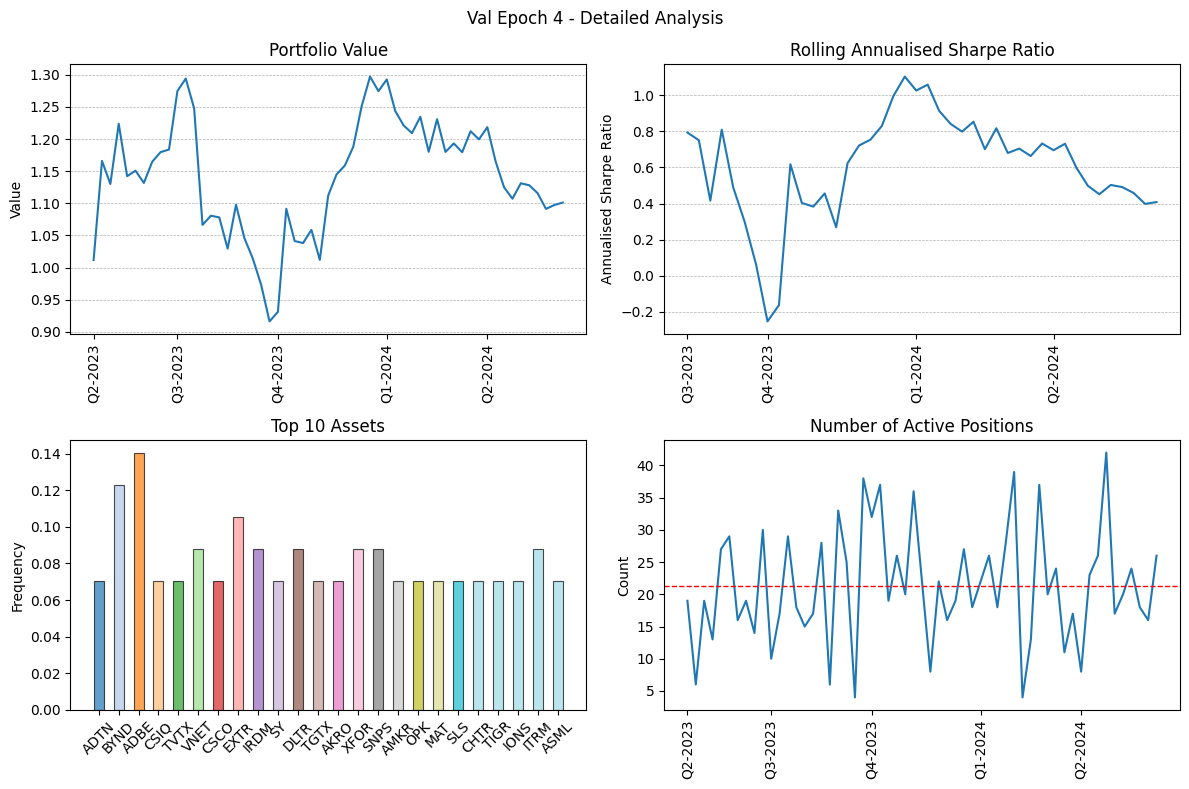 Val Epoch 4 - Detailed Analysis
Portfolio Value
Value
1.30
1.25
1.20
1.15
1.10
1.05
1.00
0.95
0.90
Q2-2023
Q3-2023
Q4-2023
Q1-2024
Q2-2024
Rolling Annualised Sharpe Ratio
Annualised Sharpe Ratio
1.0
0.8
0.6
0.4
0.2
0.0
−0.2
Q3-2023
Q4-2023
Q1-2024
Q2-2024
Top 10 Assets
Frequency
0.14
0.12
0.10
0.08
0.06
0.04
0.02
0.00
ADTN
BYND
ADBE
CSIQ
TVTX
VNET
CSCO
EXTR
IRDM
SY
DLTR
TGTX
AKRO
XFOR
SNPS
AMKR
OPK
MAT
SLS
CHTR
TIGR
IONS
ITRM
ASML
Number of Active Positions
Count
40
35
30
25
20
15
10
5
Q2-2023
Q3-2023
Q4-2023
Q1-2024
Q2-2024